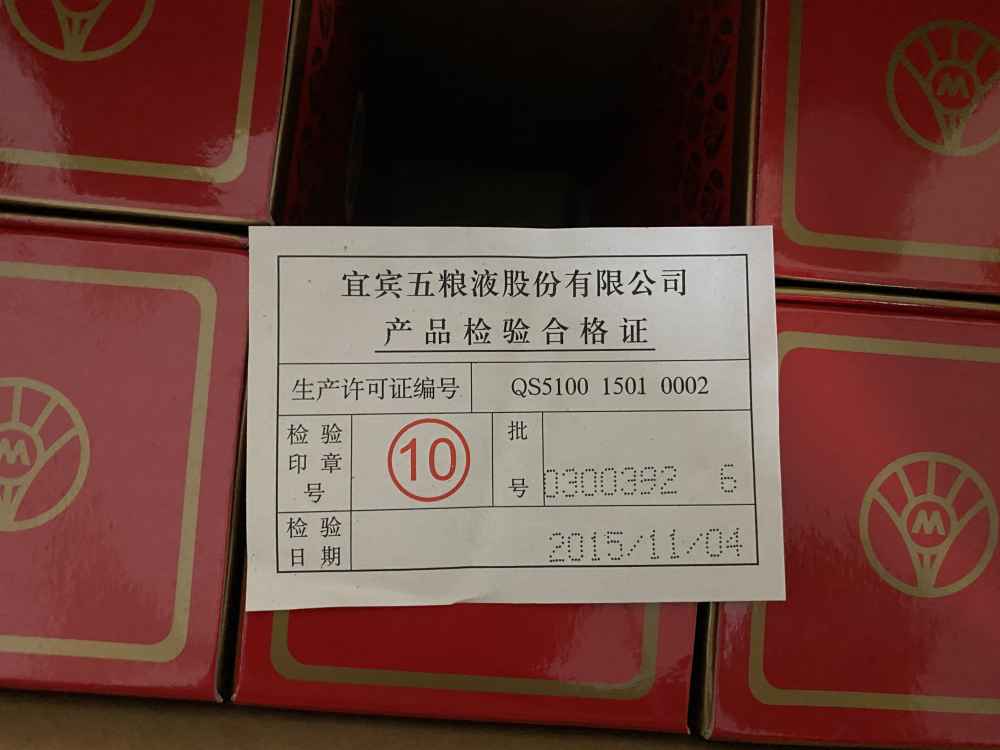 宜宾五粮液股份有限公司
产品检验合格证
生产许可证编号 QS5100 1501 0002
检验印章号 10 批号 0300392 6
检验日期 2015/11/04